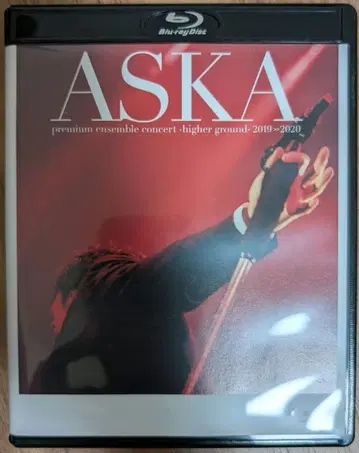 Blu-ray Disc
ASKA
premium ensemble concert -higher ground- 2019-2020